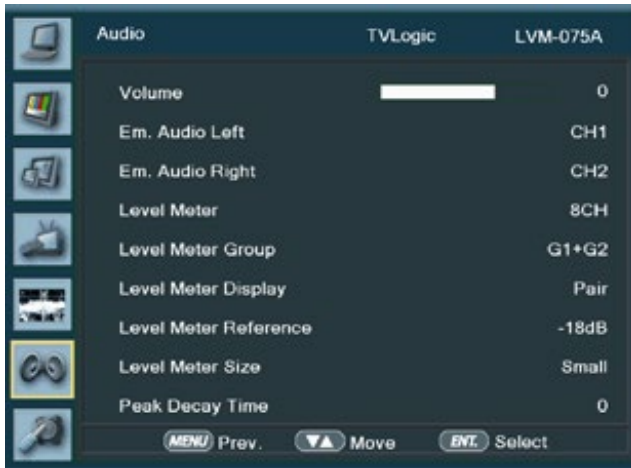 Audio TVLogic LVM-075A
Volume 0
Em. Audio Left CH1
Em. Audio Right CH2
Level Meter 8CH
Level Meter Group G1+G2
Level Meter Display Pair
Level Meter Reference -18dB
Level Meter Size Small
Peak Decay Time 0
MENU Prev. ▼▲ Move ENT. Select